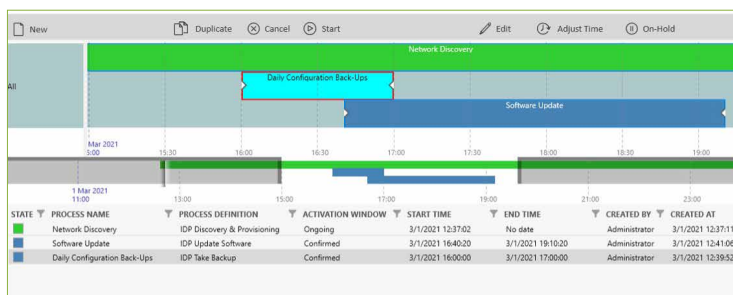 New Duplicate Cancel Start Edit Adjust Time On-Hold
Network Discovery
All
Daily Configuration Back-Ups
Software Update
Mar 2021
5:00 15:30 16:00 16:30 17:00 17:30 18:00 18:30 19:00
1 Mar 2021
11:00 13:00 15:00 17:00 19:00 21:00 23:00
STATE PROCESS NAME PROCESS DEFINITION ACTIVATION WINDOW START TIME END TIME CREATED BY CREATED AT
Network Discovery IDP Discovery & Provisioning Ongoing 3/1/2021 12:37:02 No date Administrator 3/1/2021 12:37:11
Software Update IDP Update Software Confirmed 3/1/2021 16:40:20 3/1/2021 19:10:20 Administrator 3/1/2021 12:41:06
Daily Configuration Back-Ups IDP Take Backup Confirmed 3/1/2021 16:00:00 3/1/2021 17:00:00 Administrator 3/1/2021 12:39:52